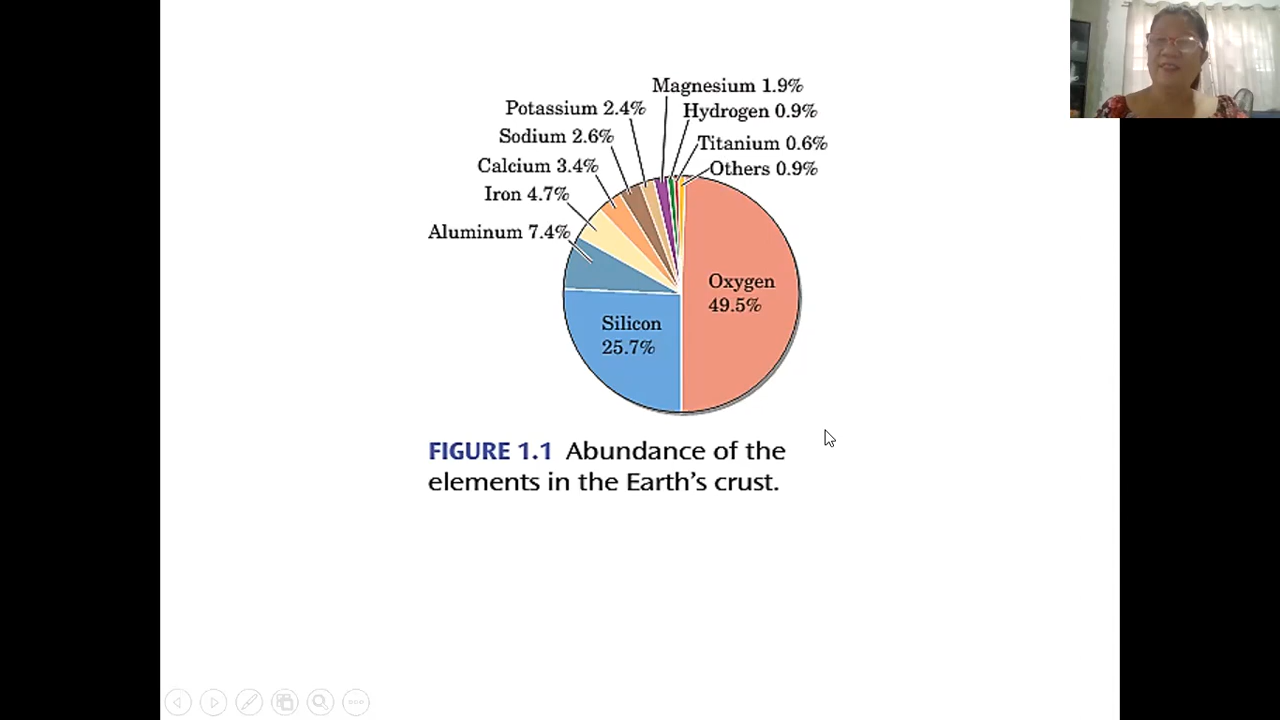 Magnesium 1.9%
Potassium 2.4%
Hydrogen 0.9%
Sodium 2.6%
Titanium 0.6%
Calcium 3.4%
Others 0.9%
Iron 4.7%
Aluminum 7.4%
Oxygen
49.5%
Silicon
25.7%
FIGURE 1.1 Abundance of the
elements in the Earth's crust.